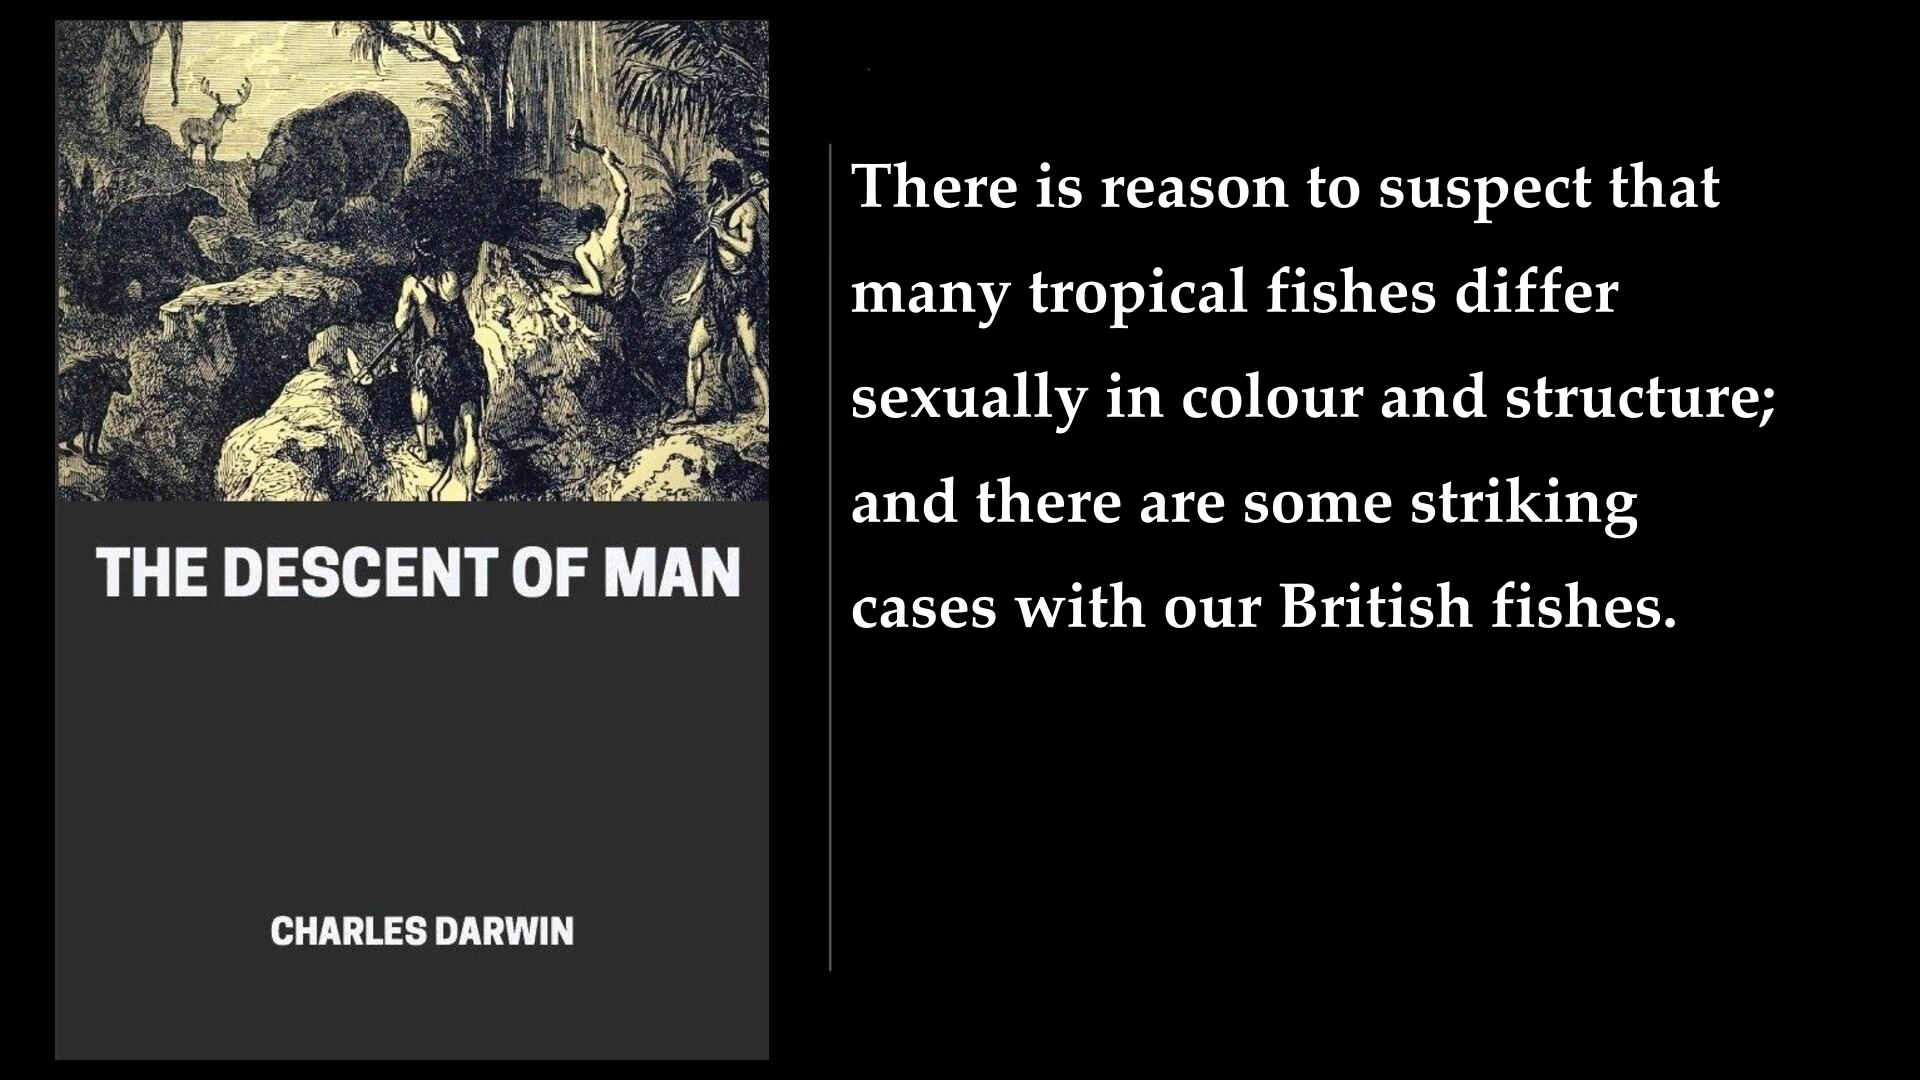 THE DESCENT OF MAN
CHARLES DARWIN
There is reason to suspect that
many tropical fishes differ
sexually in colour and structure;
and there are some striking
cases with our British fishes.